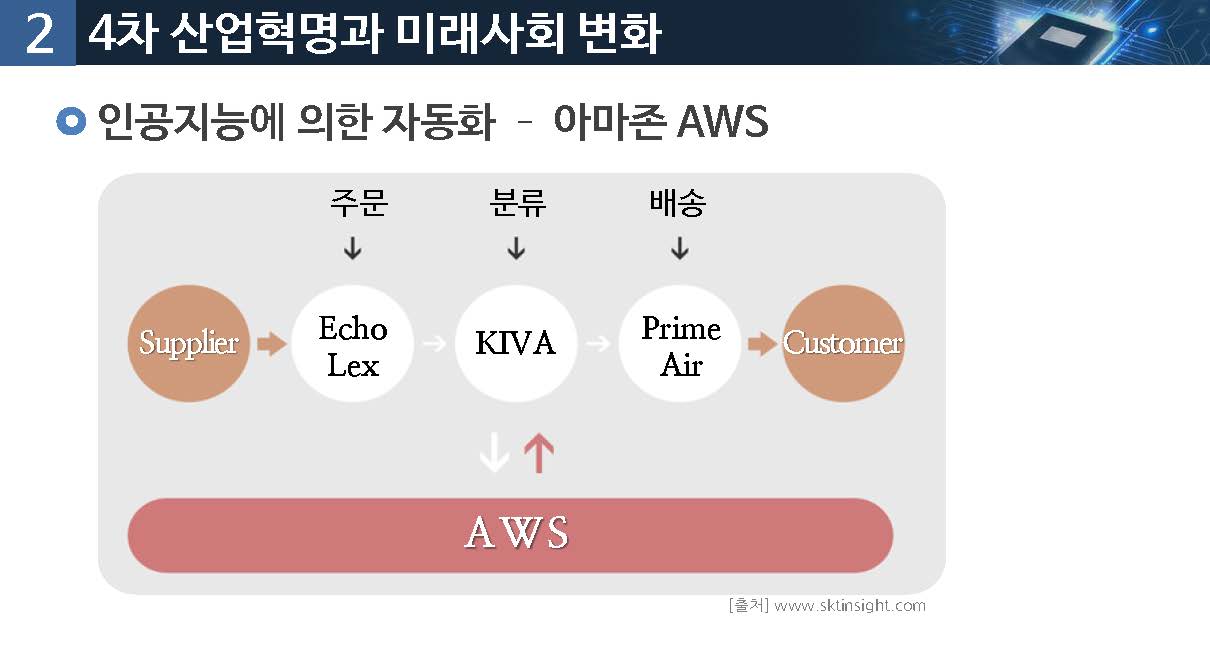 2 4차 산업혁명과 미래사회 변화
인공지능에 의한 자동화 - 아마존 AWS
주문 분류 배송
Supplier
Echo
Lex
KIVA
Prime
Air
Customer
AWS
[출처] www.sktinsight.com